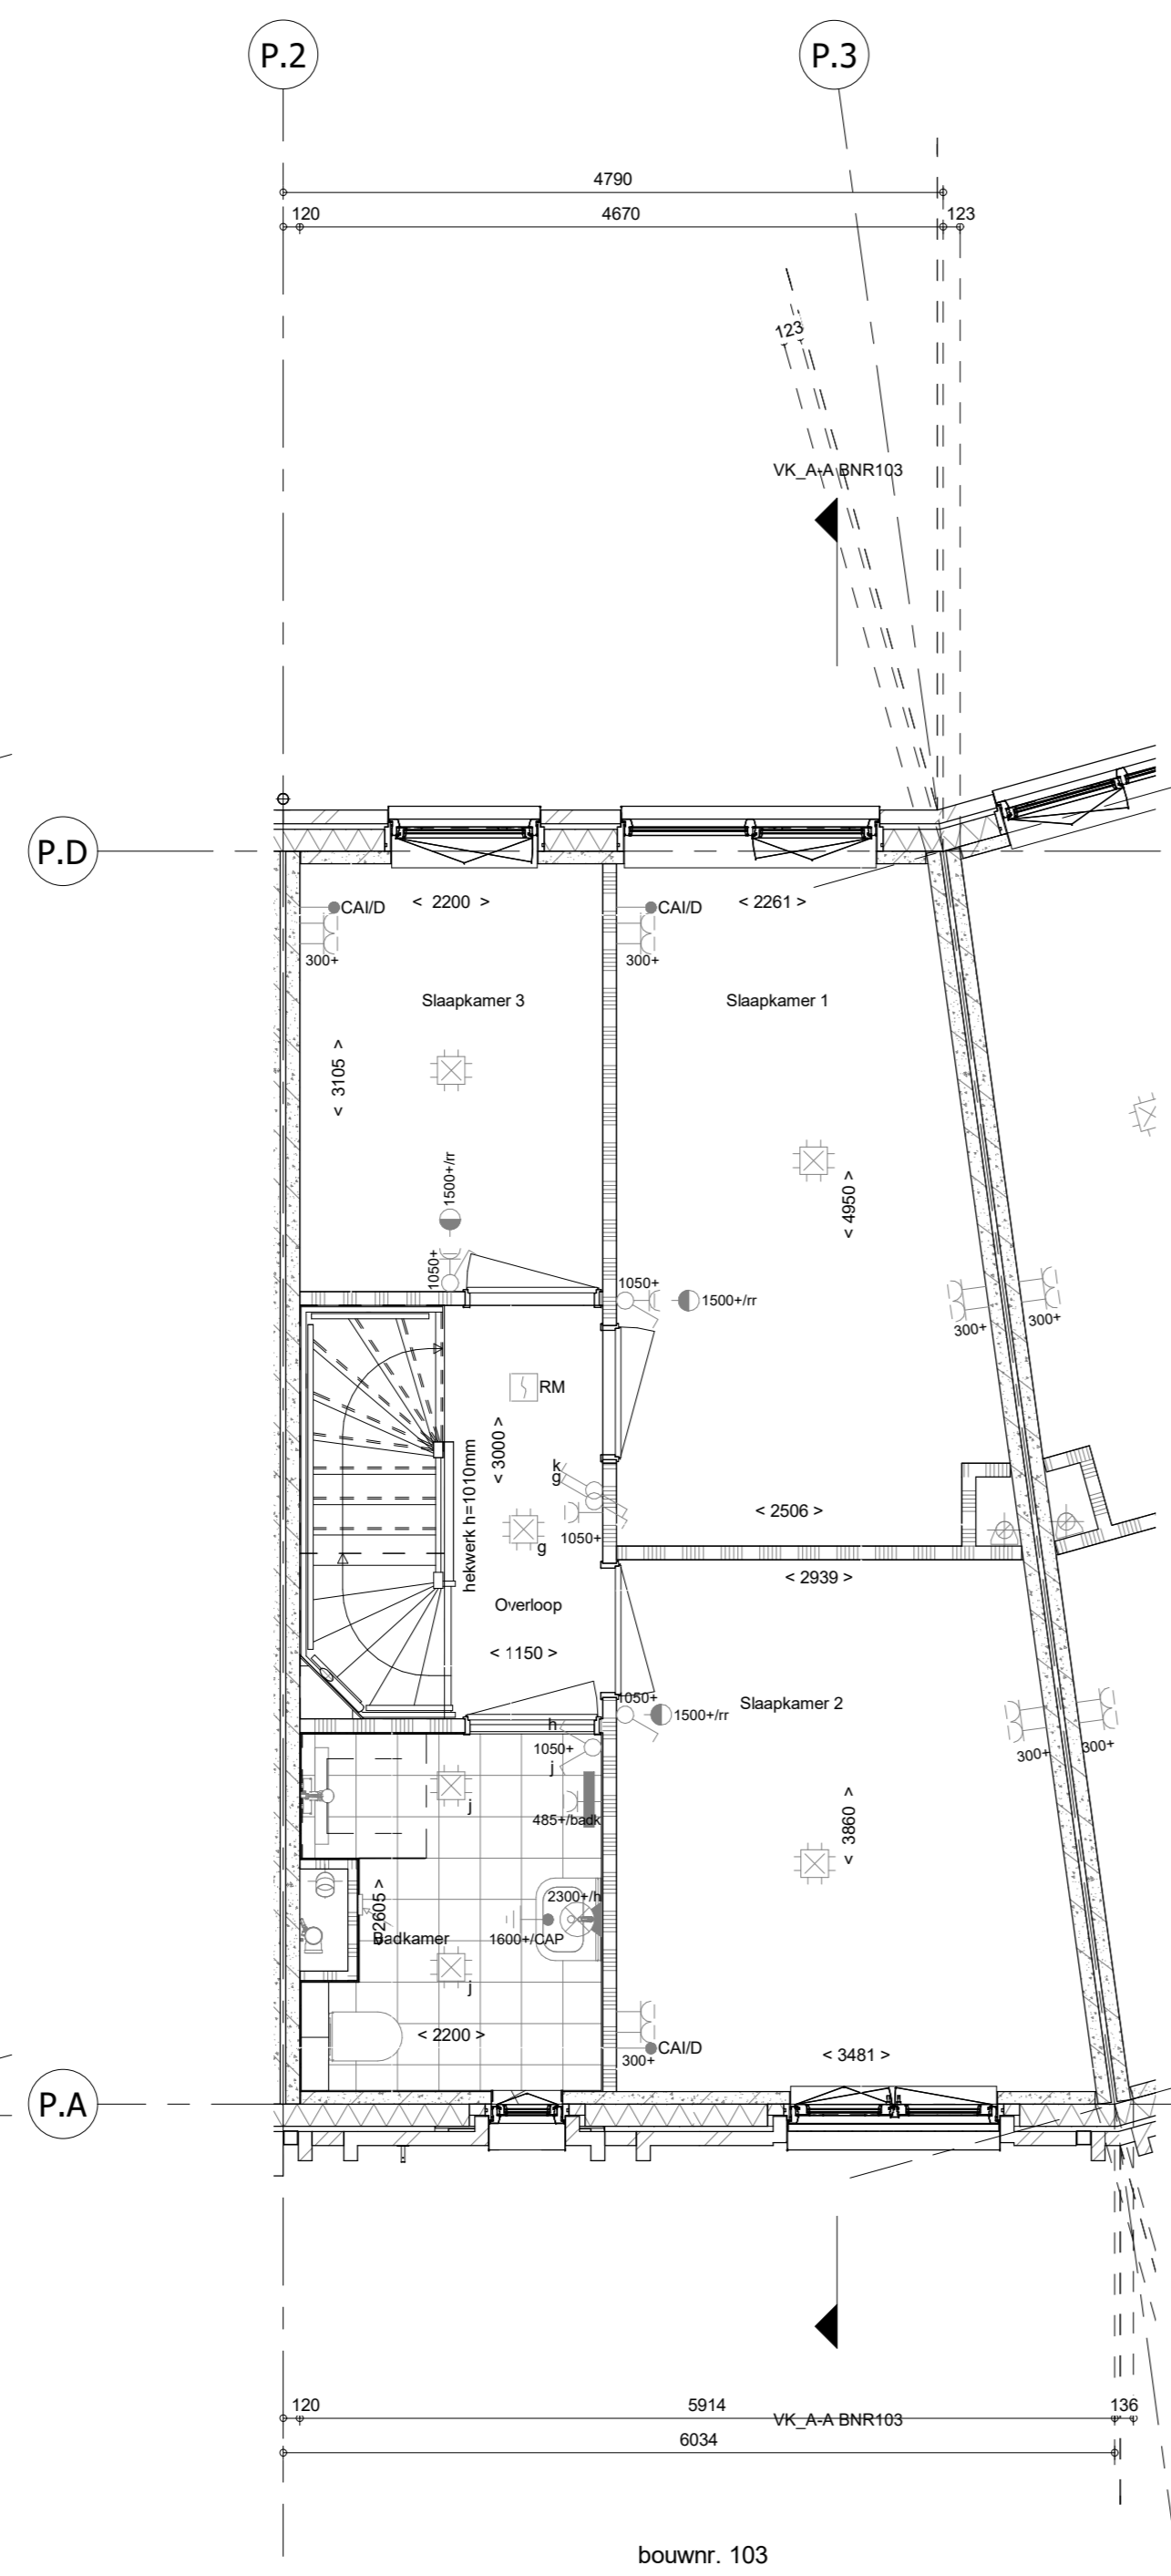 P.2
P.3
4790
120
4670
123
123
VK_A-A BNR103
P.D
CAI/D
< 2200 >
CAI/D
< 2261 >
300+
300+
Slaapkamer 3
Slaapkamer 1
< 3105 >
1500+/rr
< 4950 >
1050+
1050+
1500+/rr
300+
300+
RM
< 3000 >
hekwerk h=1010mm
k
g
1050+
g
< 2506 >
< 2939 >
Overloop
< 1150 >
1050+
1500+/rr
Slaapkamer 2
h
1050+
j
300+
300+
j
485+/badk
< 3860 >
2300+/h
< 2605 >
1600+/CAP
Badkamer
j
< 2200 >
CAI/D
300+
< 3481 >
P.A
120
5914
136
VK_A-A BNR103
6034
bouwnr. 103